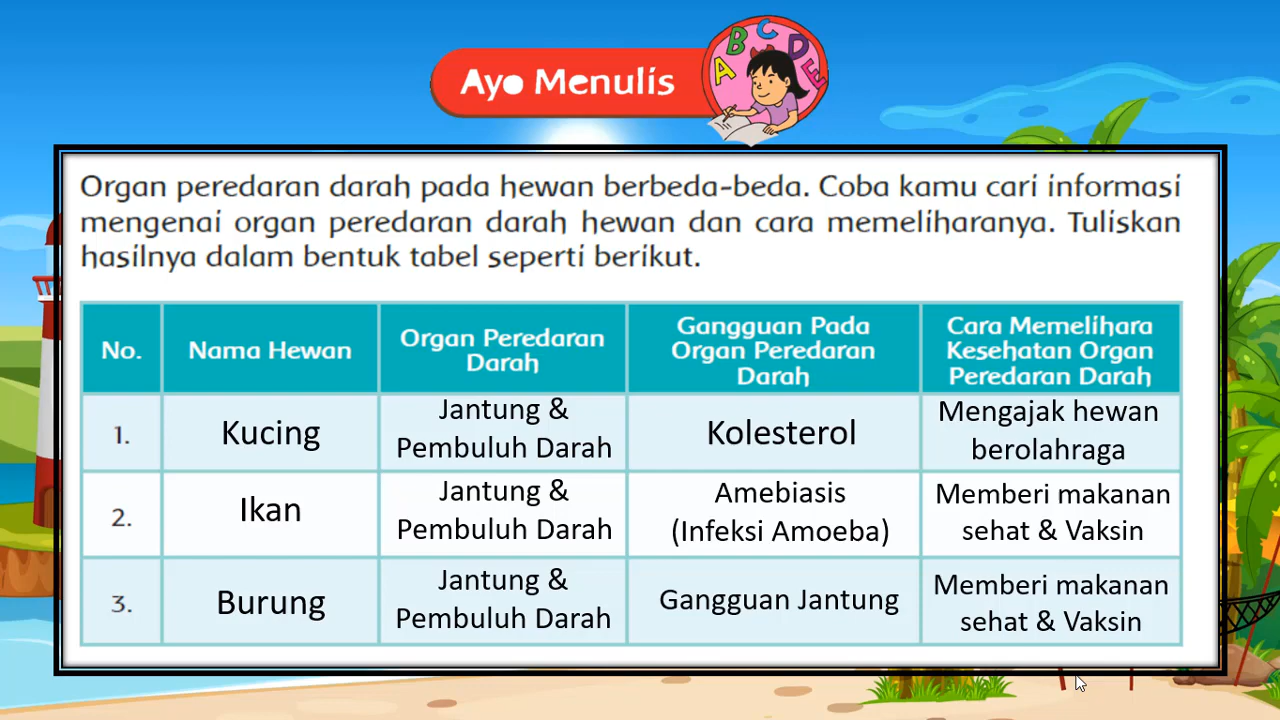 A B C D E
Ayo Menulis
Organ peredaran darah pada hewan berbeda-beda. Coba kamu cari informasi
mengenai organ peredaran darah hewan dan cara memeliharanya. Tuliskan
hasilnya dalam bentuk tabel seperti berikut.
No.
Nama Hewan
Organ Peredaran
Darah
Gangguan Pada
Organ Peredaran
Darah
Cara Memelihara
Kesehatan Organ
Peredaran Darah
1.
Kucing
Jantung &
Pembuluh Darah
Kolesterol
Mengajak hewan
berolahraga
2.
Ikan
Jantung &
Pembuluh Darah
Amebiasis
(Infeksi Amoeba)
Memberi makanan
sehat & Vaksin
3.
Burung
Jantung &
Pembuluh Darah
Gangguan Jantung
Memberi makanan
sehat & Vaksin